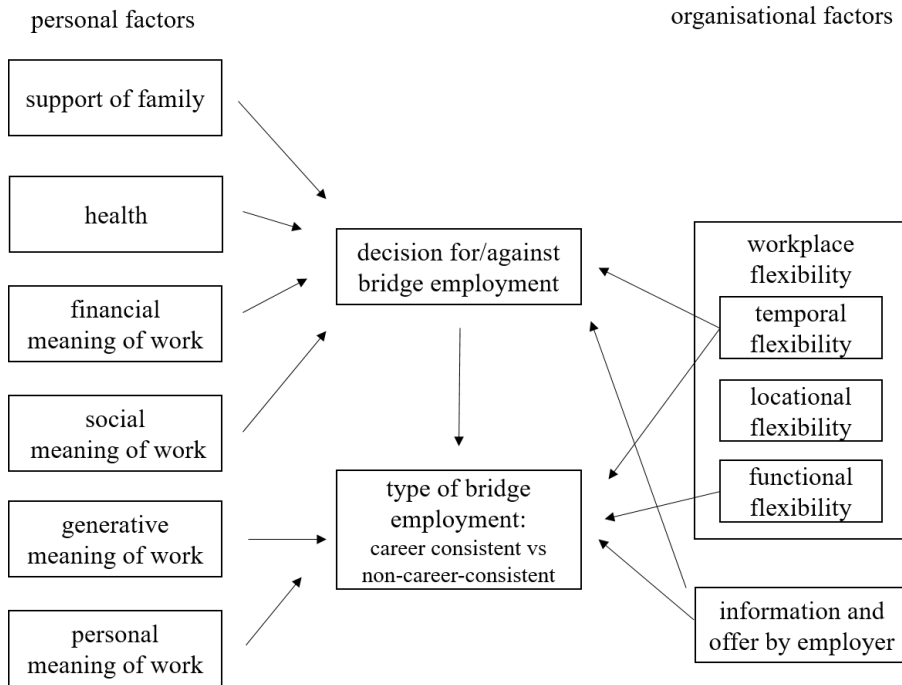 personal factors
organisational factors
support of family
health
financial
meaning of work
social
meaning of work
generative
meaning of work
personal
meaning of work
decision for/against
bridge employment
type of bridge
employment:
career consistent vs
non-career-consistent
workplace
flexibility
temporal
flexibility
locational
flexibility
functional
flexibility
information and
offer by employer